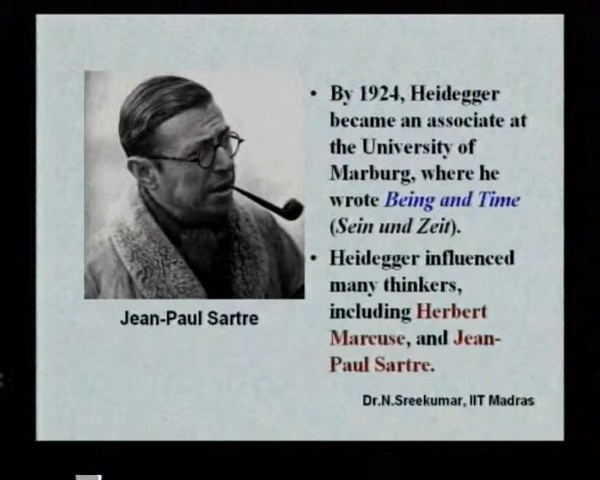 • By 1924, Heidegger
became an associate at
the University of
Marburg, where he
wrote Being and Time
(Sein und Zeit).
• Heidegger influenced
many thinkers,
including Herbert
Marcuse, and Jean-
Paul Sartre.
Jean-Paul Sartre
Dr.N.Sreekumar, IIT Madras